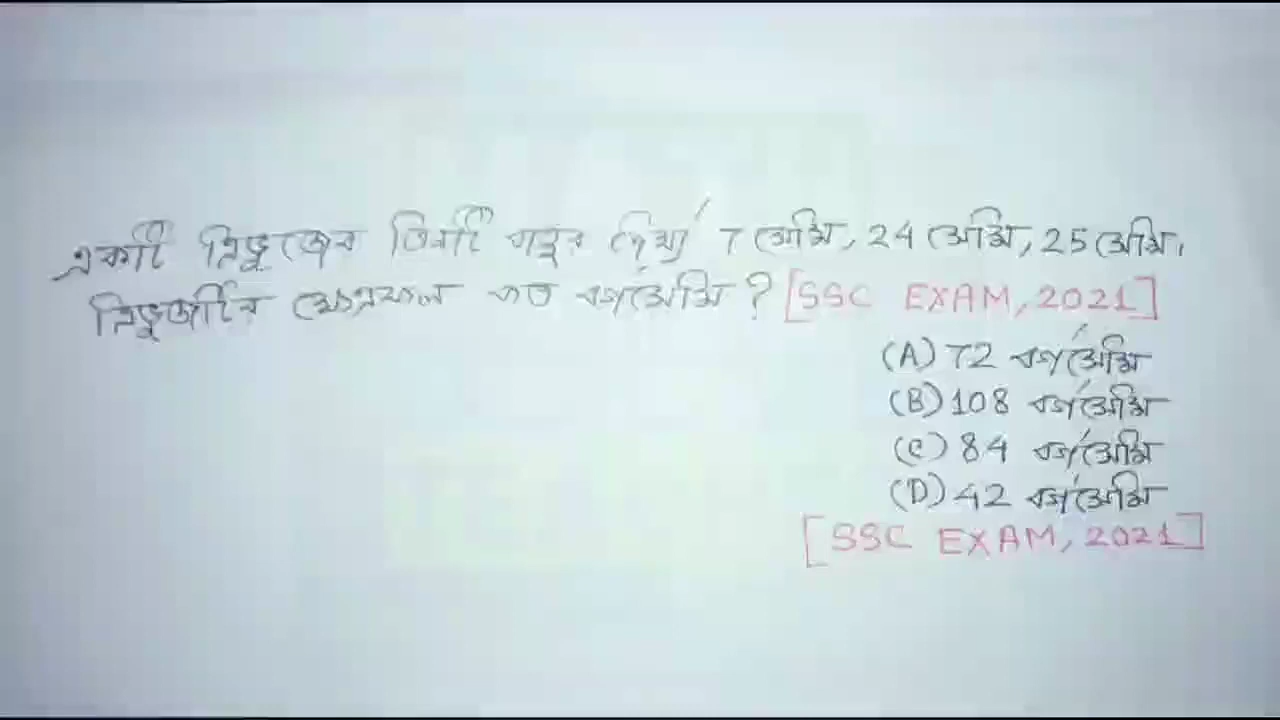 একটি ত্রিভুজের তিনটি বাহুর দৈর্ঘ্য 7 সেমি, 24 সেমি, 25 সেমি।
ত্রিভুজটির ক্ষেত্রফল কত বর্গসেমি? [SSC EXAM, 2021]
(A) 72 বর্গসেমি
(B) 108 বর্গসেমি
(C) 84 বর্গসেমি
(D) 42 বর্গসেমি
[SSC EXAM, 2021]